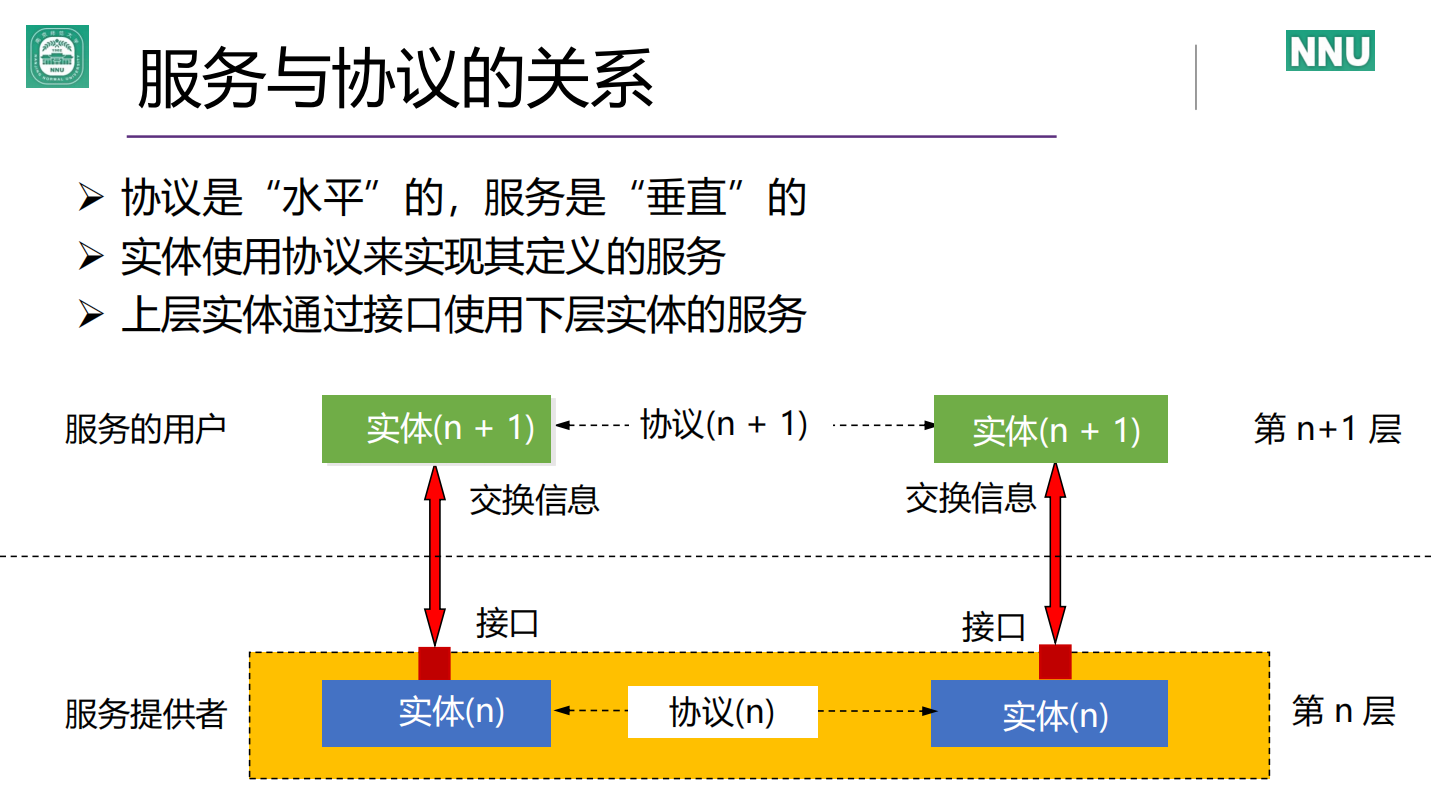 服务与协议的关系
NNU
NNU
协议是“水平”的，服务是“垂直”的
实体使用协议来实现其定义的服务
上层实体通过接口使用下层实体的服务
服务的用户
实体(n + 1)
协议(n + 1)
实体(n + 1)
第 n+1 层
交换信息
交换信息
接口
接口
服务提供者
实体(n)
协议(n)
实体(n)
第 n 层